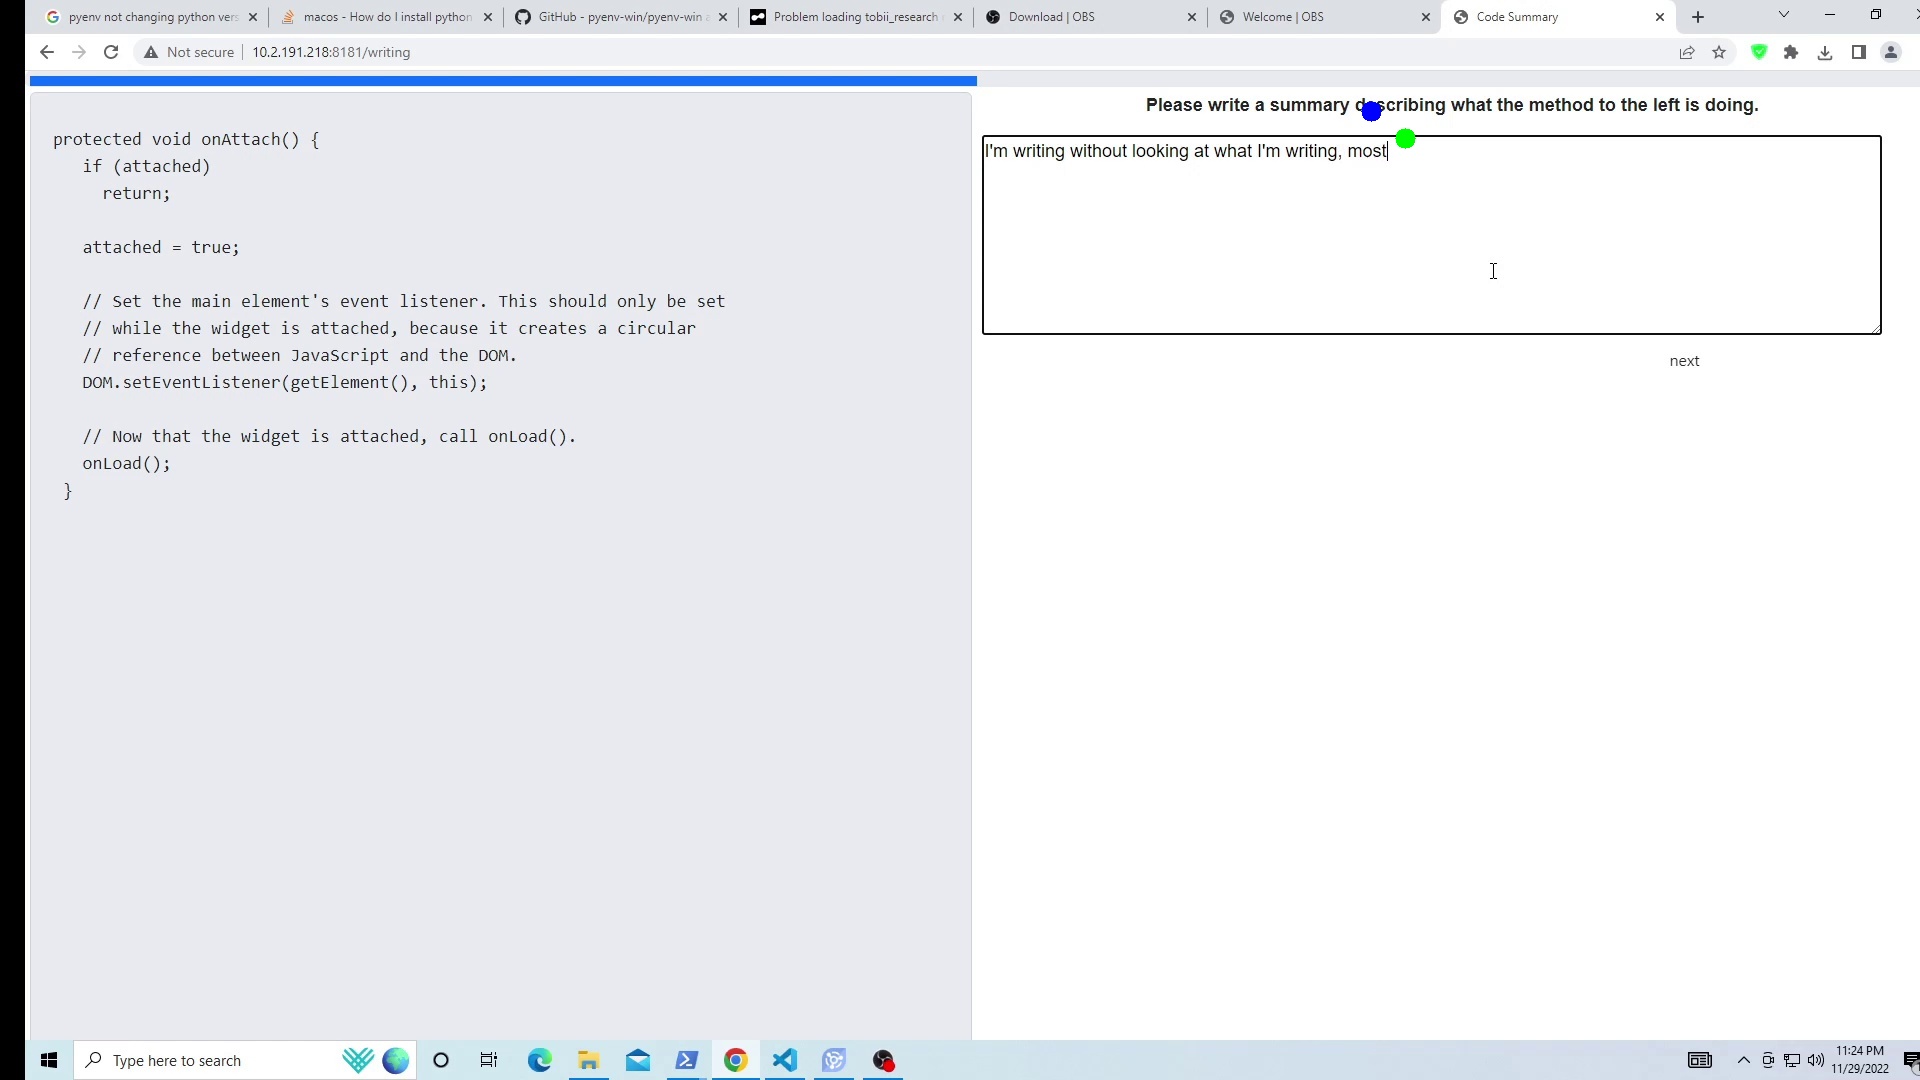 pyenv not changing python vers
macos - How do I install python
GitHub - pyenv-win/pyenv-win
Problem loading tobii_research
Download | OBS
Welcome | OBS
Code Summary
Not secure
10.2.191.218:8181/writing
protected void onAttach() {
if (attached)
return;
attached = true;
// Set the main element's event listener. This should only be set
// while the widget is attached, because it creates a circular
// reference between JavaScript and the DOM.
DOM.setEventListener(getElement(), this);
// Now that the widget is attached, call onLoad().
onLoad();
}
Please write a summary describing what the method to the left is doing.
I'm writing without looking at what I'm writing, most
next
Type here to search
11:24 PM
11/29/2022